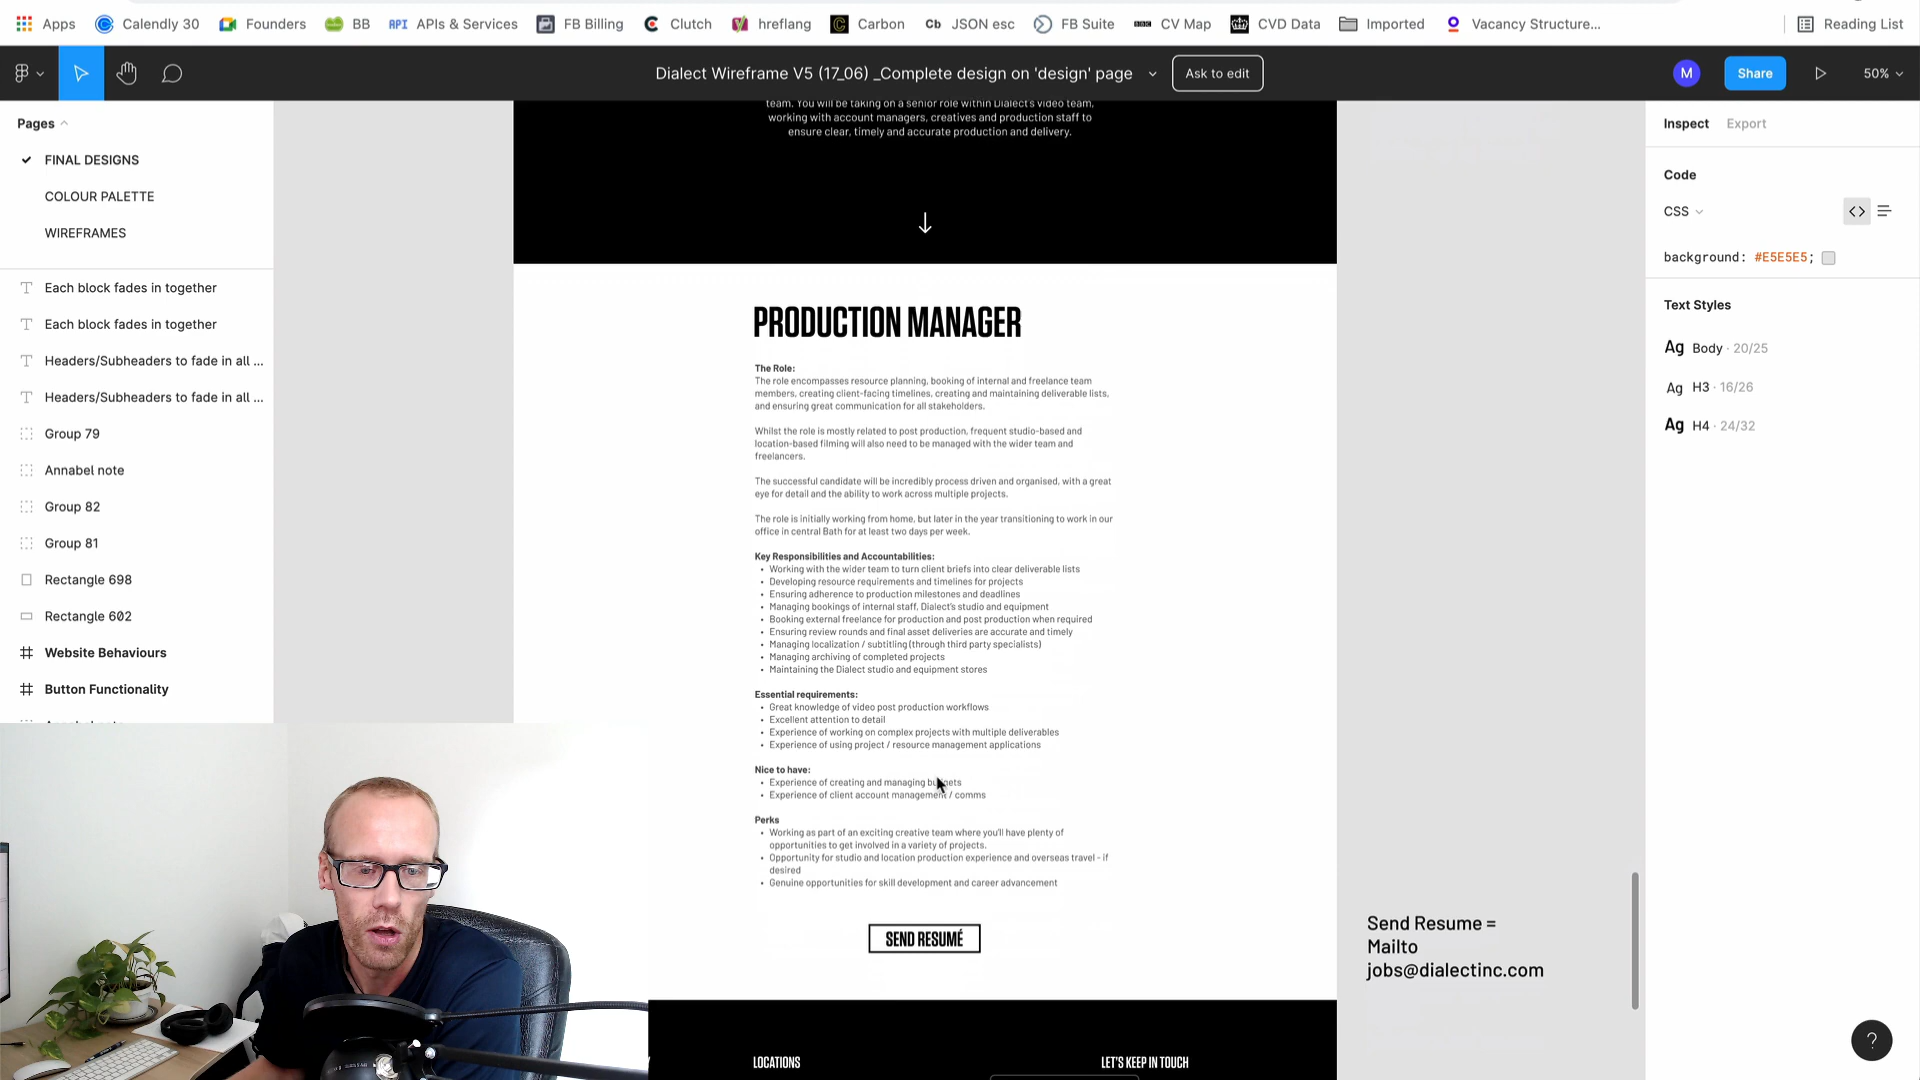 Apps
Calendly 30
Founders
BB
API APIs & Services
FB Billing
Clutch
hreflang
Carbon
Cb JSON esc
FB Suite
CV Map
CVD Data
Imported
Vacancy Structure...
Reading List
Dialect Wireframe V5 (17_06) _Complete design on 'design' page
Ask to edit
M
Share
50%
Pages
FINAL DESIGNS
COLOUR PALETTE
WIREFRAMES
Each block fades in together
Each block fades in together
Headers/Subheaders to fade in all ...
Headers/Subheaders to fade in all ...
Group 79
Annabel note
Group 82
Group 81
Rectangle 698
Rectangle 602
Website Behaviours
Button Functionality
team. You will be taking on a senior role within Dialect's video team,
working with account managers, creatives and production staff to
ensure clear, timely and accurate production and delivery.
PRODUCTION MANAGER
The Role:
The role encompasses resource planning, booking of internal and freelance team
members, creating client-facing timelines, creating and maintaining deliverable lists,
and ensuring great communication for all stakeholders.
Whilst the role is mostly related to post production, frequent studio-based and
location-based filming will also need to be managed with the wider team and
freelancers.
The successful candidate will be incredibly process driven and organised, with a great
eye for detail and the ability to work across multiple projects.
The role is initially working from home, but later in the year transitioning to work in our
office in central Bath for at least two days per week.
Key Responsibilities and Accountabilities:
• Working with the wider team to turn client briefs into clear deliverable lists
• Developing resource requirements and timelines for projects
• Ensuring adherence to production milestones and deadlines
• Managing bookings of internal staff, Dialect's studio and equipment
• Booking external freelance for production and post production when required
• Ensuring review rounds and final asset deliveries are accurate and timely
• Managing localization / subtitling (through third party specialists)
• Managing archiving of completed projects
• Maintaining the Dialect studio and equipment stores
Essential requirements:
• Great knowledge of video post production workflows
• Excellent attention to detail
• Experience of working on complex projects with multiple deliverables
• Experience of using project / resource management applications
Nice to have:
• Experience of creating and managing budgets
• Experience of client account management / comms
Perks
• Working as part of an exciting creative team where you'll have plenty of
opportunities to get involved in a variety of projects.
• Opportunity for studio and location production experience and overseas travel - if
desired
• Genuine opportunities for skill development and career advancement
SEND RESUMÉ
LOCATIONS
LET'S KEEP IN TOUCH
Send Resume =
Mailto
jobs@dialectinc.com
Inspect
Export
Code
CSS
background: #E5E5E5;
Text Styles
Ag Body · 20/25
Ag H3 · 16/26
Ag H4 · 24/32
?